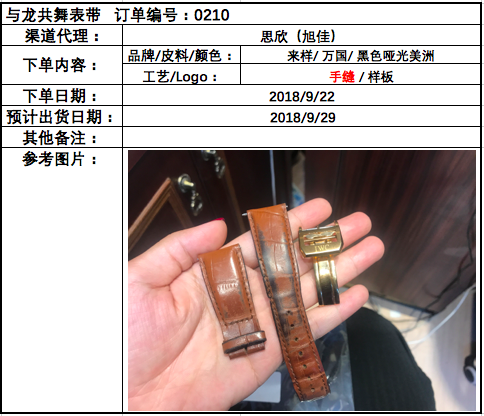 与龙共舞表带 订单编号：0210
渠道代理： 思欣（旭佳）
下单内容： 品牌/皮料/颜色： 来样/ 万国/ 黑色哑光美洲
工艺/Logo： 手缝 / 样板
下单日期： 2018/9/22
预计出货日期： 2018/9/29
其他备注：
参考图片：